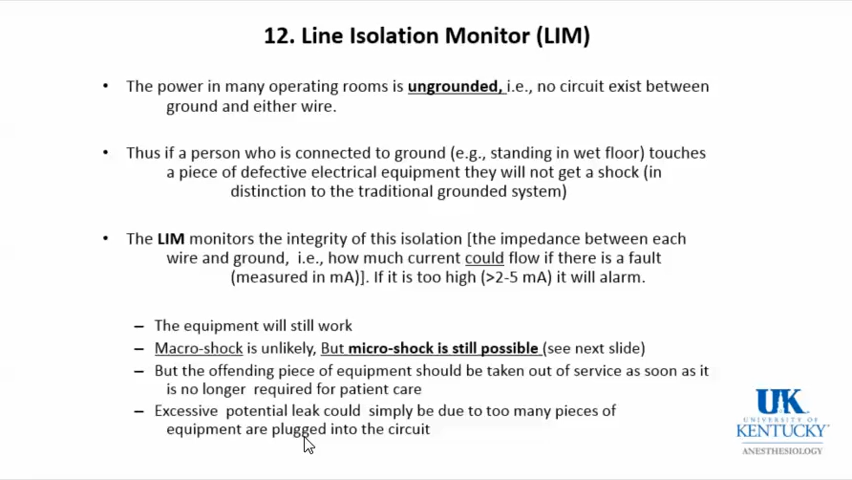 12. Line Isolation Monitor (LIM)
• The power in many operating rooms is ungrounded, i.e., no circuit exist between
ground and either wire.
• Thus if a person who is connected to ground (e.g., standing in wet floor) touches
a piece of defective electrical equipment they will not get a shock (in
distinction to the traditional grounded system)
• The LIM monitors the integrity of this isolation [the impedance between each
wire and ground, i.e., how much current could flow if there is a fault
(measured in mA)]. If it is too high (>2-5 mA) it will alarm.
– The equipment will still work
– Macro-shock is unlikely, But micro-shock is still possible (see next slide)
– But the offending piece of equipment should be taken out of service as soon as it
is no longer required for patient care
– Excessive potential leak could simply be due to too many pieces of
equipment are plugged into the circuit
UK
UNIVERSITY OF
KENTUCKY
ANESTHESIOLOGY